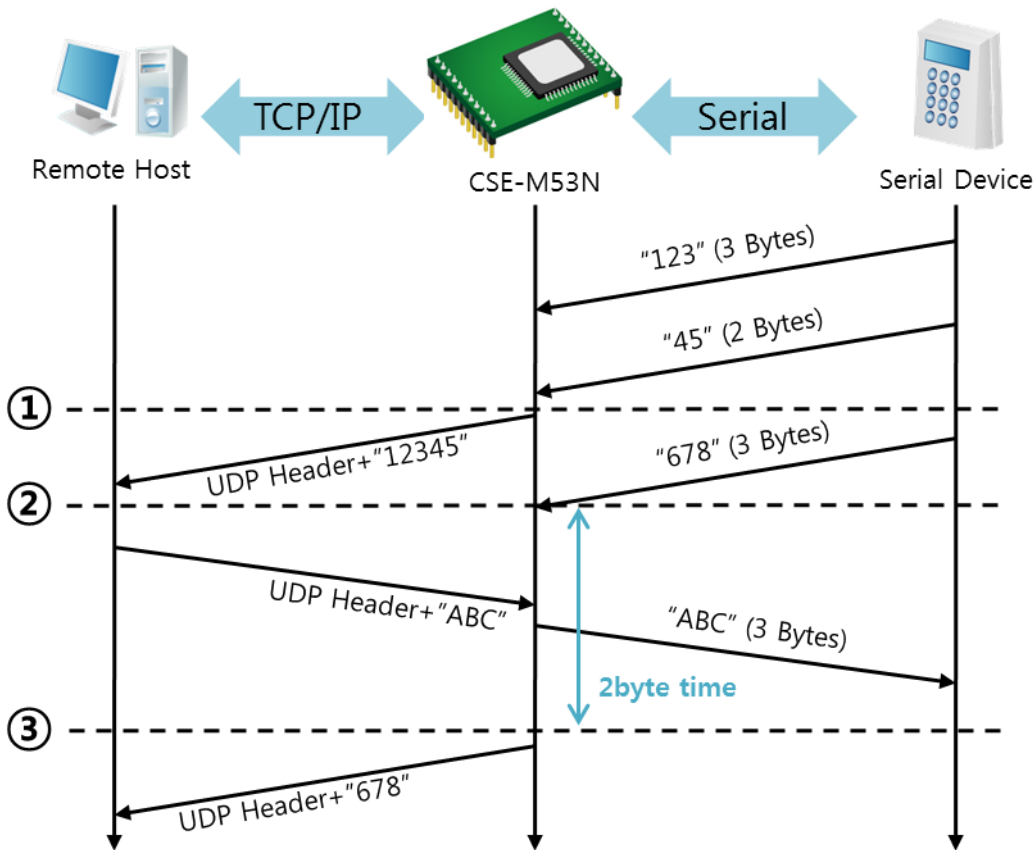 TCP/IP
Serial
Remote Host
CSE-M53N
Serial Device
"123" (3 Bytes)
"45" (2 Bytes)
①
UDP Header+"12345"
"678" (3 Bytes)
②
UDP Header+"ABC"
"ABC" (3 Bytes)
2byte time
③
UDP Header+"678"